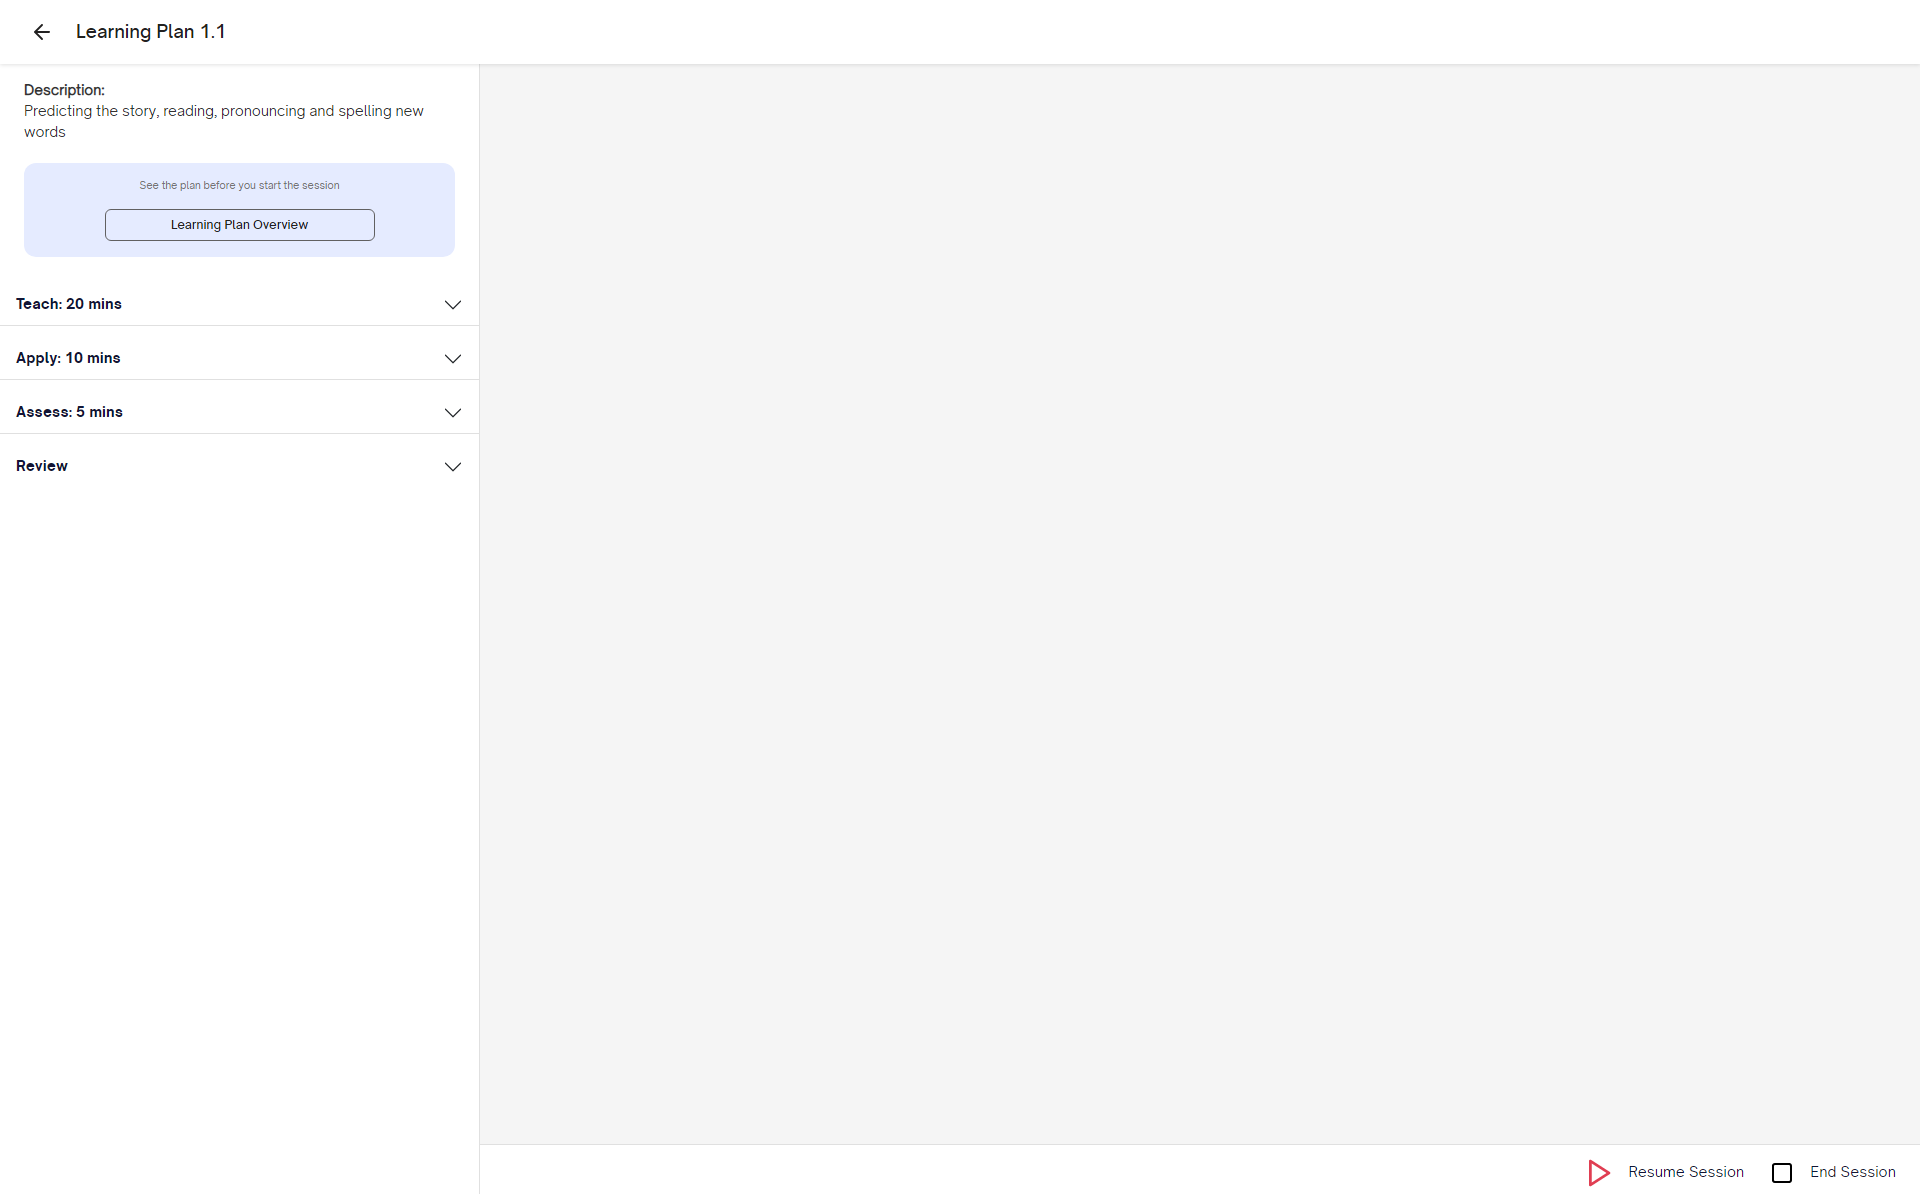 Learning Plan 1.1
Description:
Predicting the story, reading, pronouncing and spelling new
words
See the plan before you start the session
Learning Plan Overview
Teach: 20 mins
Apply: 10 mins
Assess: 5 mins
Review
Resume Session
End Session